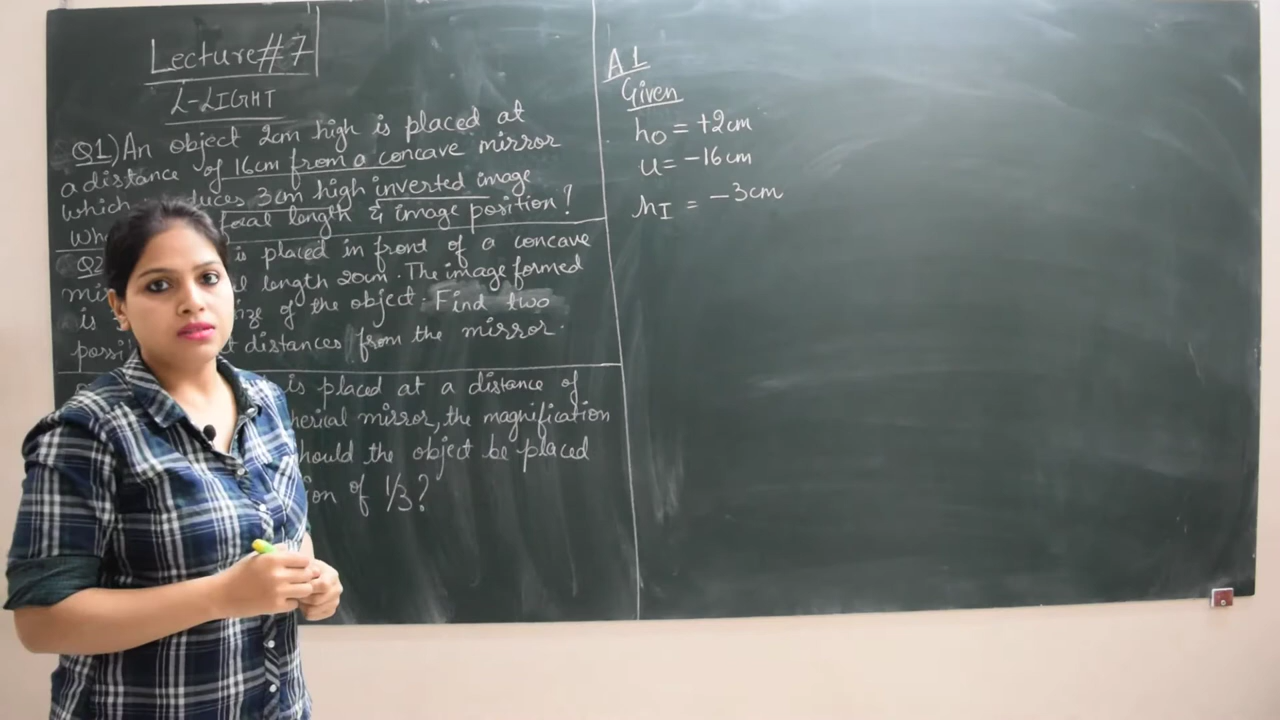 Lecture#7
L-LIGHT
Q1) An object 2cm high is placed at
a distance of 16cm from a concave mirror
which 3cm high inverted image
focal length & image position?
Q2 is placed in front of a concave
length 20cm. The image formed
is of the object. Find two
distances from the mirror.
is placed at a distance of
mirror, the magnification
should the object be placed
of 1/3?
A1
Given
hO = +2cm
u = -16cm
hI = -3cm